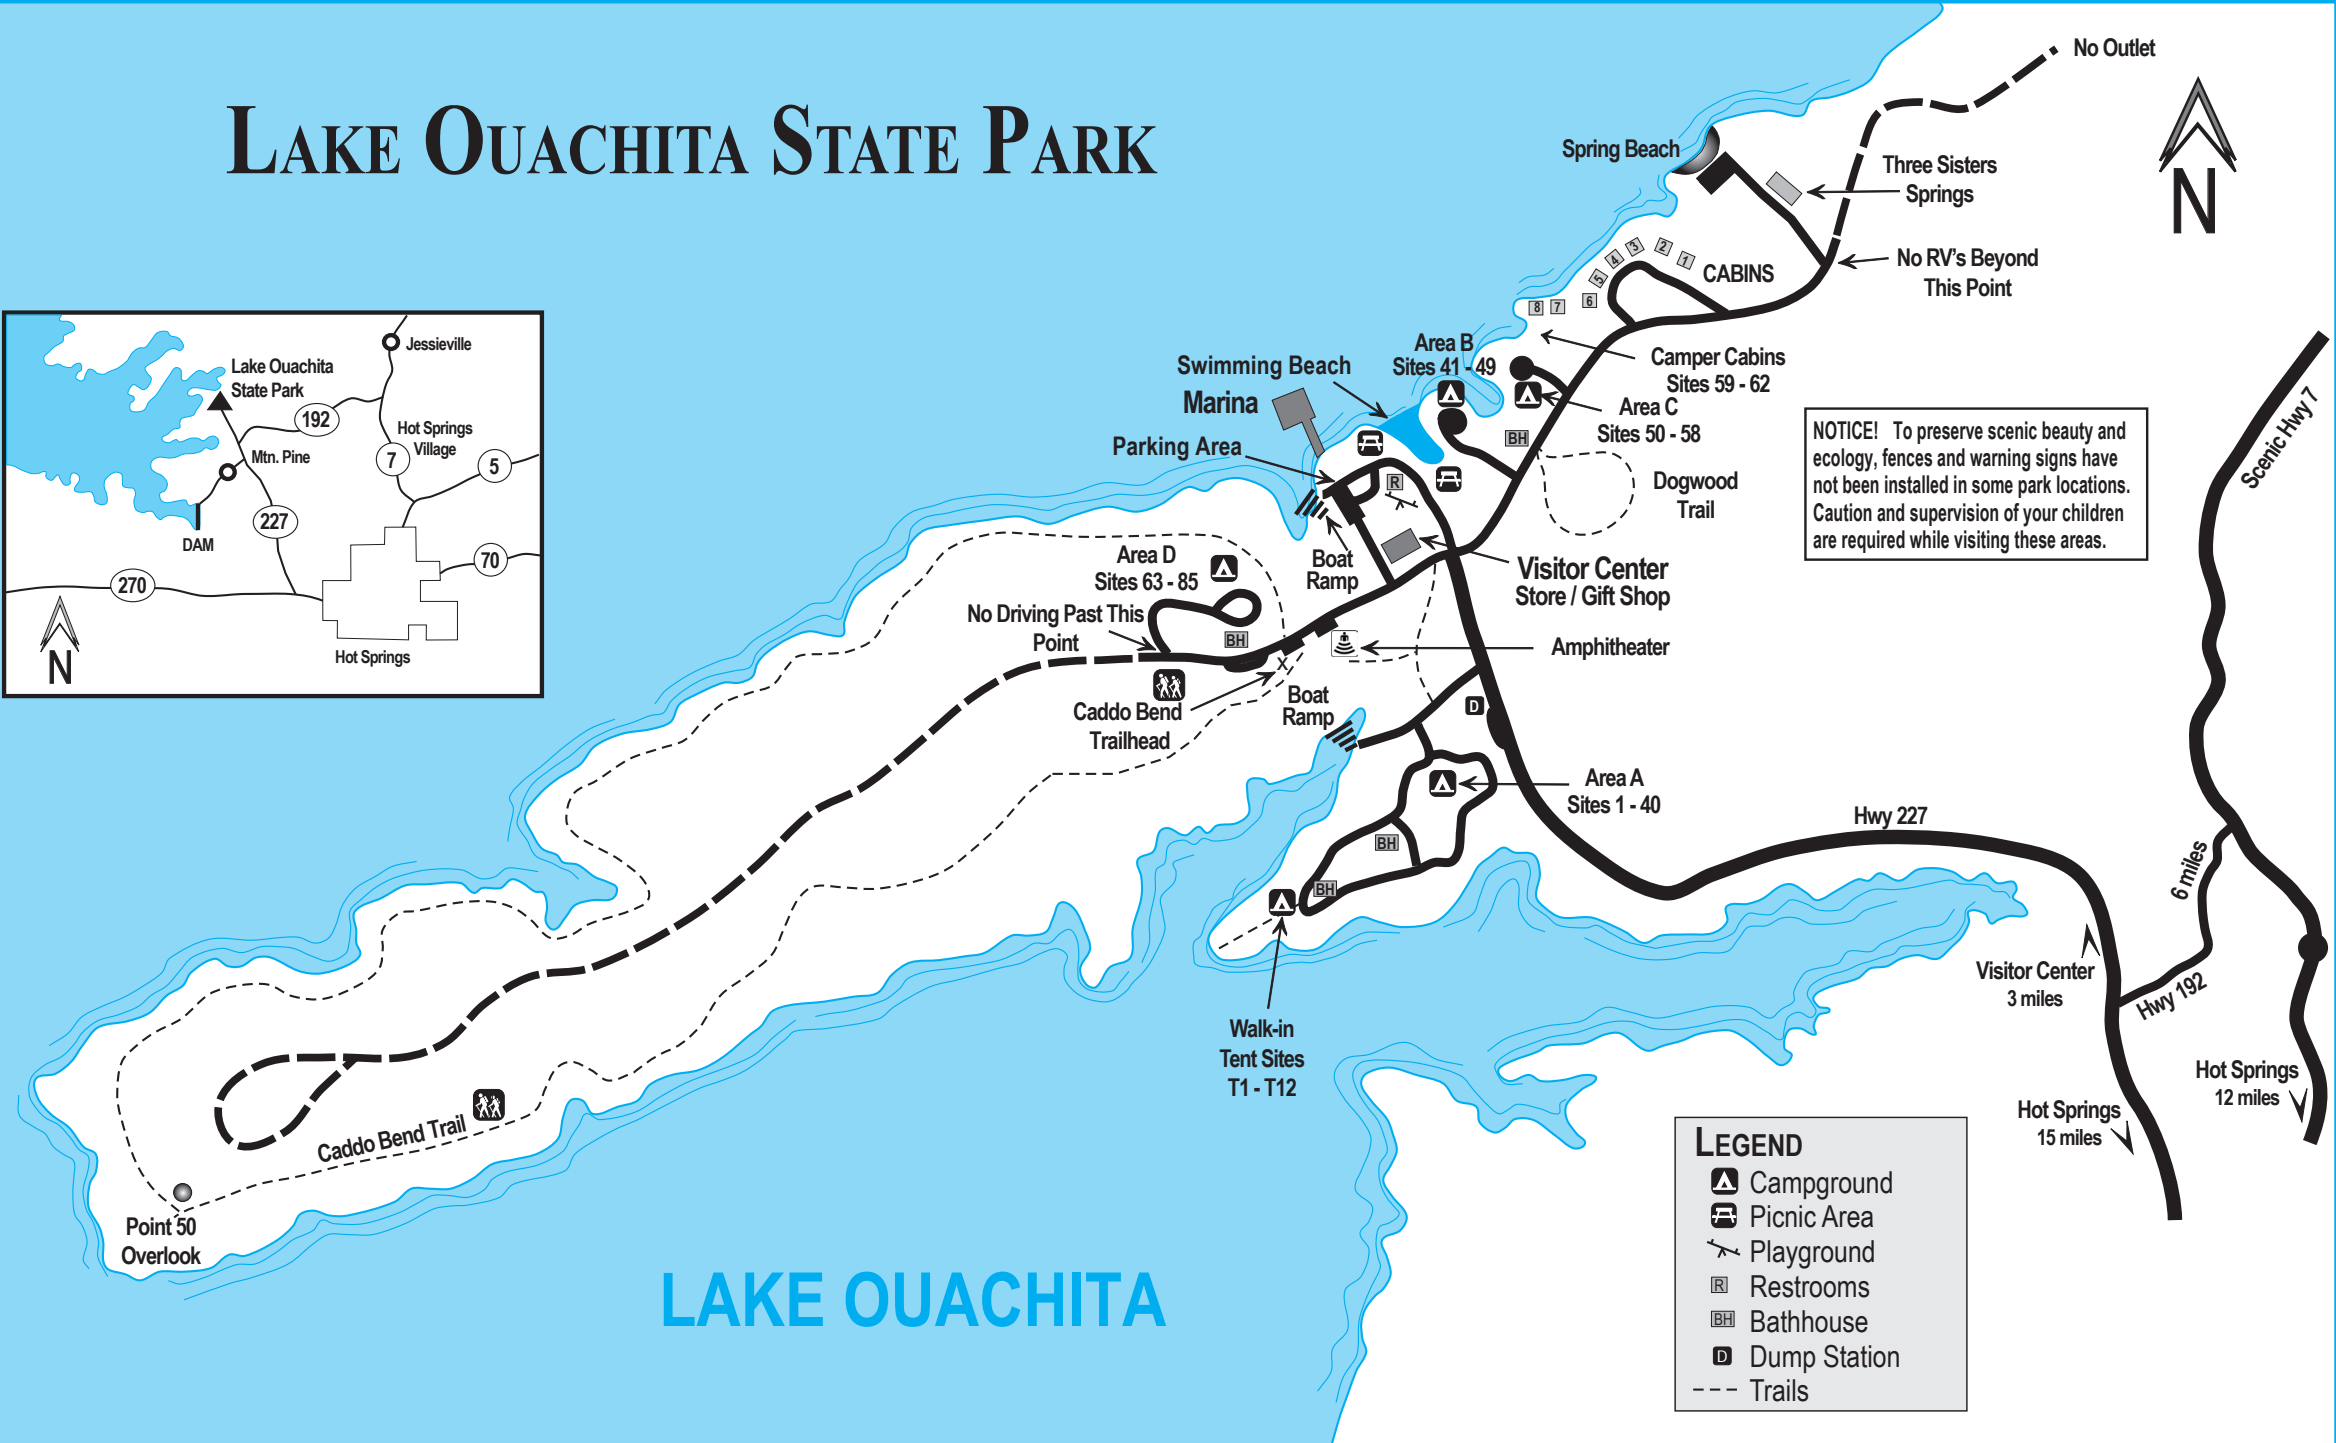 LAKE OUACHITA STATE PARK
No Outlet
N
Spring Beach
Three Sisters
Springs
No RV's Beyond
This Point
3
2
4
1
5
6
8
7
CABINS
Camper Cabins
Sites 59 - 62
Area B
Sites 41 - 49
Swimming Beach
Marina
Parking Area
Area C
Sites 50 - 58
BH
Dogwood
Trail
R
NOTICE! To preserve scenic beauty and
ecology, fences and warning signs have
not been installed in some park locations.
Caution and supervision of your children
are required while visiting these areas.
Scenic Hwy 7
Jessieville
Lake Ouachita
State Park
192
Hot Springs
Village
7
5
Mtn. Pine
227
DAM
70
270
N
Hot Springs
Boat
Ramp
Visitor Center
Store / Gift Shop
Area D
Sites 63 - 85
No Driving Past This
Point
BH
Amphitheater
X
Caddo Bend
Trailhead
Boat
Ramp
D
Area A
Sites 1 - 40
BH
BH
Hwy 227
6 miles
Hwy 192
Visitor Center
3 miles
Walk-in
Tent Sites
T1 - T12
Hot Springs
12 miles
Hot Springs
15 miles
Caddo Bend Trail
Point 50
Overlook
LAKE OUACHITA
LEGEND
Campground
Picnic Area
Playground
R Restrooms
BH Bathhouse
D Dump Station
Trails